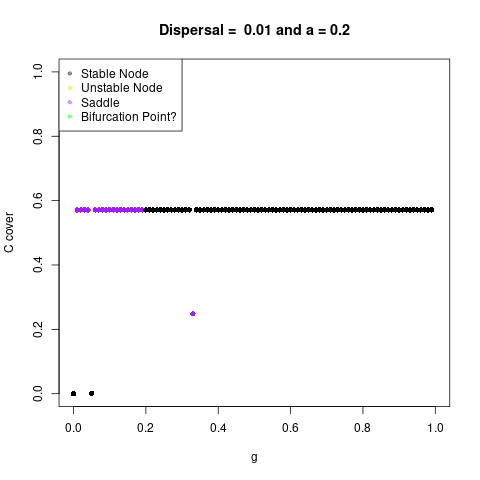 Dispersal =  0.01 and a = 0.2
Stable Node
Unstable Node
Saddle
Bifurcation Point?
C cover
1.0
0.8
0.6
0.4
0.2
0.0
0.0 0.2 0.4 0.6 0.8 1.0
g